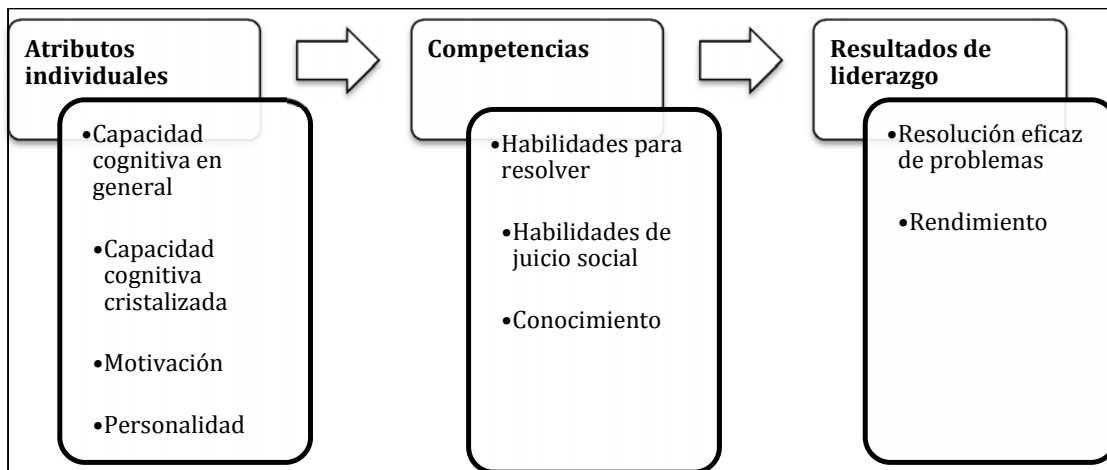 Atributos
individuales
•Capacidad
cognitiva en
general
•Capacidad
cognitiva
cristalizada
•Motivación
•Personalidad
Competencias
•Habilidades para
resolver
•Habilidades de
juicio social
•Conocimiento
Resultados de
liderazgo
•Resolución eficaz
de problemas
•Rendimiento